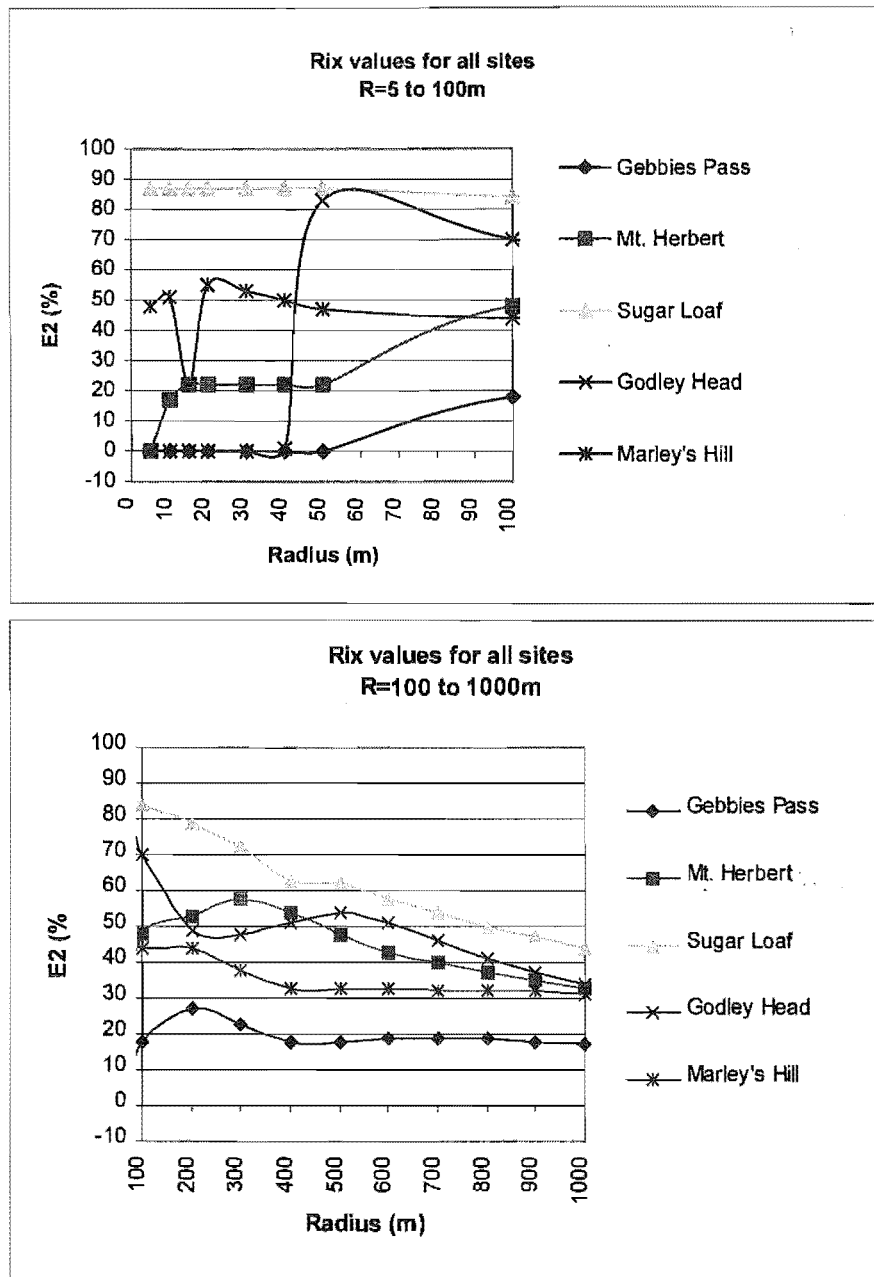 Rix values for all sites
R=5 to 100m
E2 (%)
100
90
80
70
60
50
40
30
20
10
0
-10
0
10
20
30
40
50
60
70
80
90
100
Radius (m)
Gebbies Pass
Mt. Herbert
Sugar Loaf
Godley Head
Marley's Hill
Rix values for all sites
R=100 to 1000m
E2 (%
100
90
80
70
60
50
40
30
20
10
0
-10
100
200
300
400
500
600
700
800
900
1000
Radius (m)
Gebbies Pass
Mt. Herbert
Sugar Loaf
Godley Head
Marley's Hill